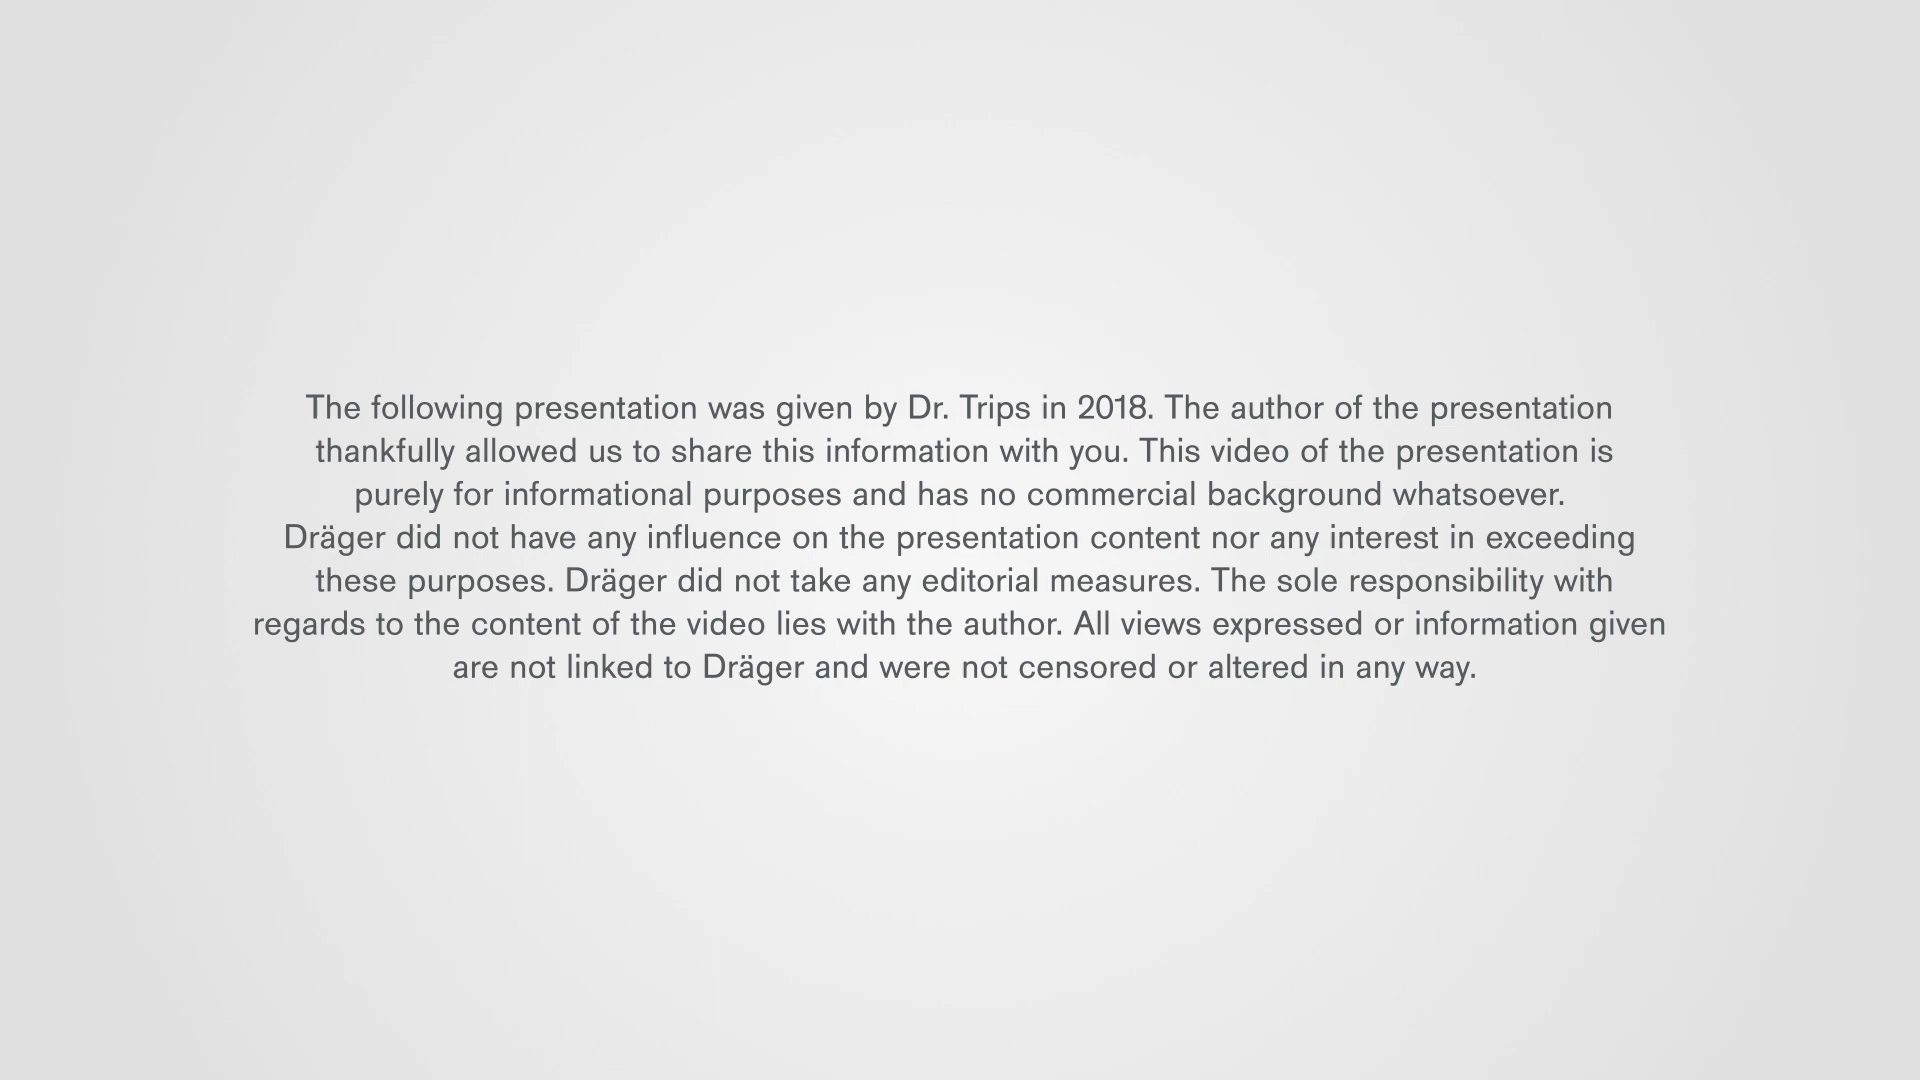 The following presentation was given by Dr. Trips in 2018. The author of the presentation
thankfully allowed us to share this information with you. This video of the presentation is
purely for informational purposes and has no commercial background whatsoever.
Dräger did not have any influence on the presentation content nor any interest in exceeding
these purposes. Dräger did not take any editorial measures. The sole responsibility with
regards to the content of the video lies with the author. All views expressed or information given
are not linked to Dräger and were not censored or altered in any way.